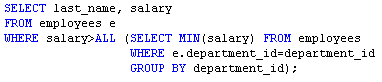 SELECT last_name, salary
FROM employees e
WHERE salary>ALL (SELECT MIN(salary) FROM employees
WHERE e.department_id=department_id
GROUP BY department_id);